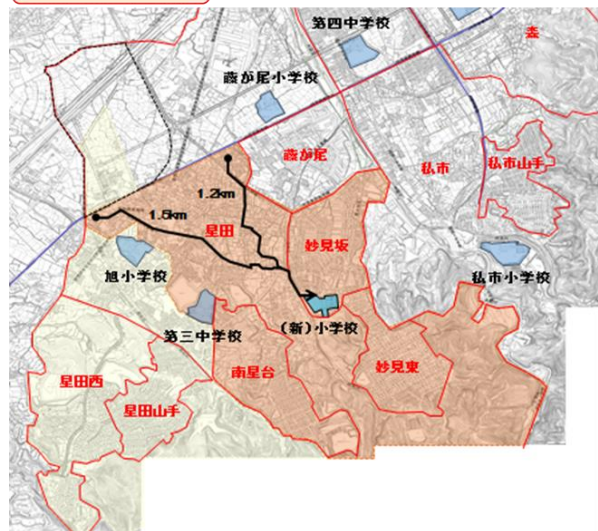 第四中学校
森
藤が尾小学校
藤が尾
私市
私市山手
1.2km
1.5km
星田
妙見坂
旭小学校
私市小学校
第三中学校
(新)小学校
南星台
妙見東
星田西
星田山手